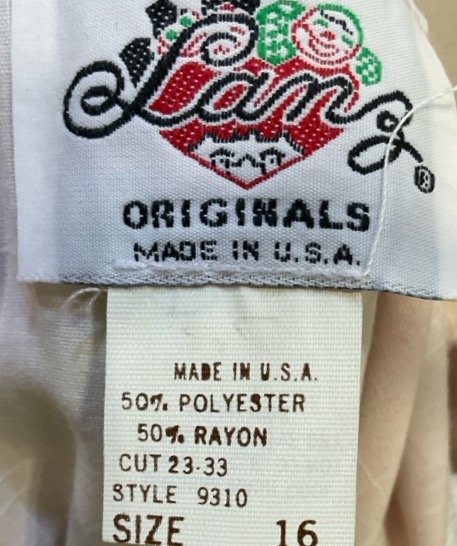 Lanz
®
ORIGINALS
MADE IN U.S.A.
MADE IN U.S.A.
50% POLYESTER
50% RAYON
CUT 23-33
STYLE 9310
SIZE 16